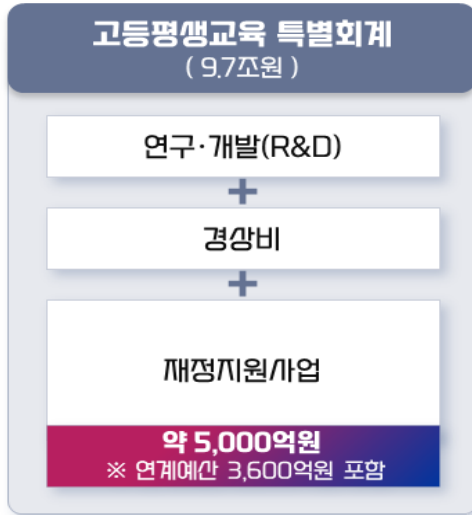 고등평생교육 특별회계
( 9.7조원 )
연구·개발(R&D)
+
경상비
+
재정지원사업
약 5,000억원
※ 연계예산 3,600억원 포함